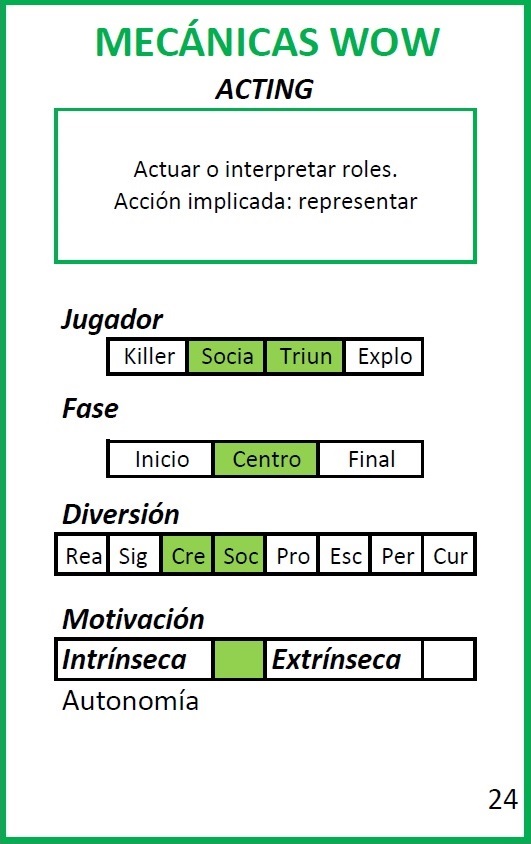 MECÁNICAS WOW
ACTING
Actuar o interpretar roles.
Acción implicada: representar
Jugador
Killer Socia Triun Explo
Fase
Inicio Centro Final
Diversión
Rea Sig Cre Soc Pro Esc Per Cur
Motivación
Intrínseca Extrínseca
Autonomía
24